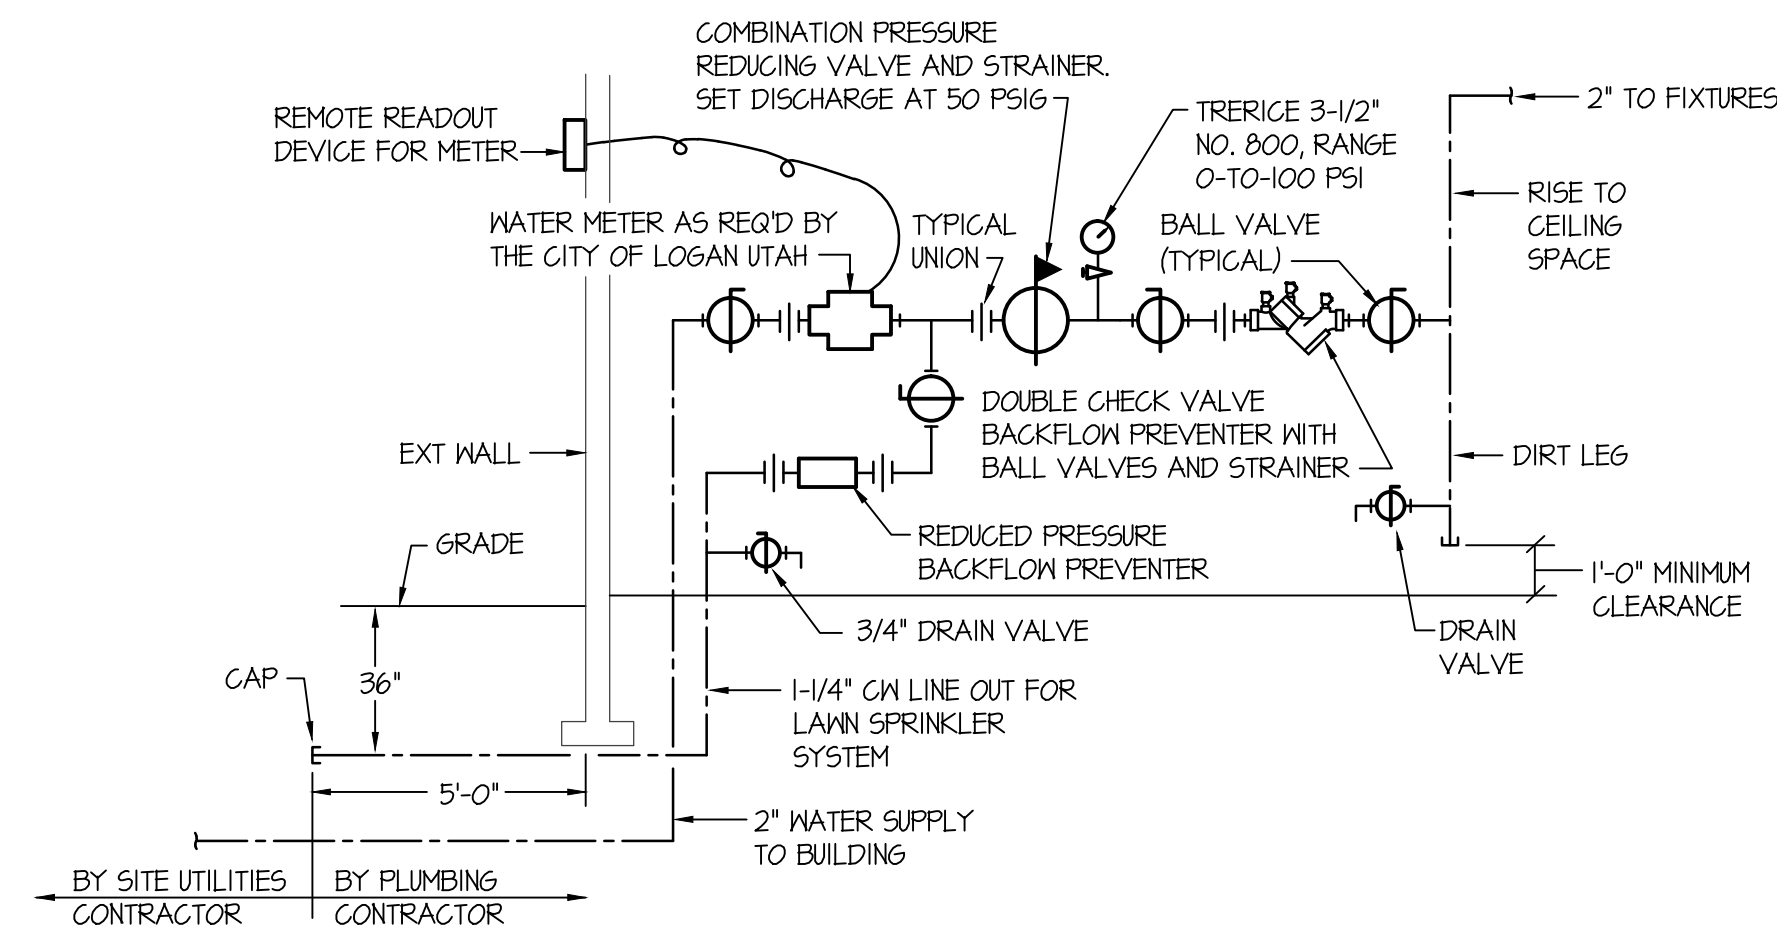 COMBINATION PRESSURE
REDUCING VALVE AND STRAINER.
SET DISCHARGE AT 50 PSIG
REMOTE READOUT
DEVICE FOR METER
TRERICE 3-1/2"
NO. 800, RANGE
0-TO-100 PSI
2" TO FIXTURES
RISE TO
CEILING
SPACE
WATER METER AS REQ'D BY
THE CITY OF LOGAN UTAH
TYPICAL
UNION
BALL VALVE
(TYPICAL)
DOUBLE CHECK VALVE
BACKFLOW PREVENTER WITH
BALL VALVES AND STRAINER
EXT WALL
DIRT LEG
GRADE
REDUCED PRESSURE
BACKFLOW PREVENTER
1'-0" MINIMUM
CLEARANCE
3/4" DRAIN VALVE
DRAIN
VALVE
CAP
36"
1-1/4" CW LINE OUT FOR
LAWN SPRINKLER
SYSTEM
5'-0"
2" WATER SUPPLY
TO BUILDING
BY SITE UTILITIES
CONTRACTOR
BY PLUMBING
CONTRACTOR